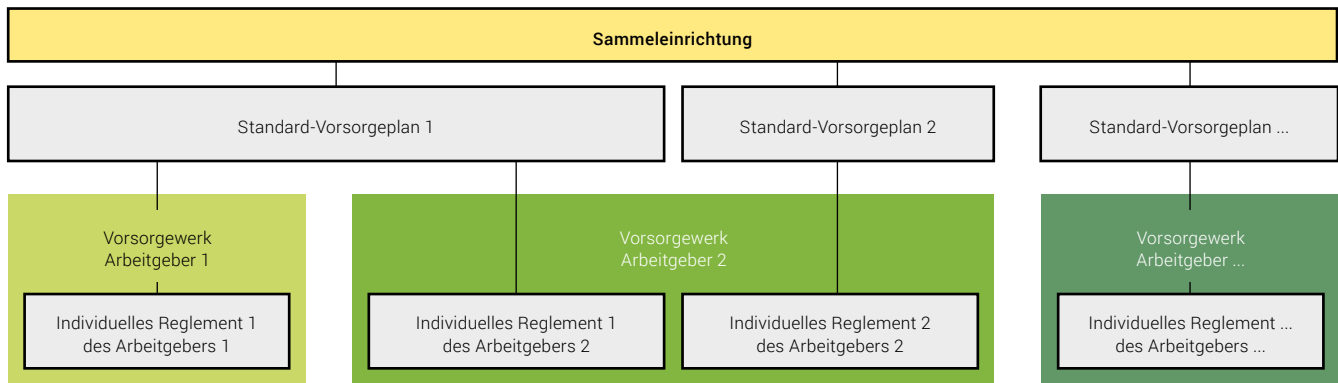 Sammeleinrichtung
Standard-Vorsorgeplan 1
Standard-Vorsorgeplan 2
Standard-Vorsorgeplan ...
Vorsorgewerk
Arbeitgeber 1
Vorsorgewerk
Arbeitgeber 2
Vorsorgewerk
Arbeitgeber ...
Individuelles Reglement 1
des Arbeitgebers 1
Individuelles Reglement 1
des Arbeitgebers 2
Individuelles Reglement 2
des Arbeitgebers 2
Individuelles Reglement ...
des Arbeitgebers ...